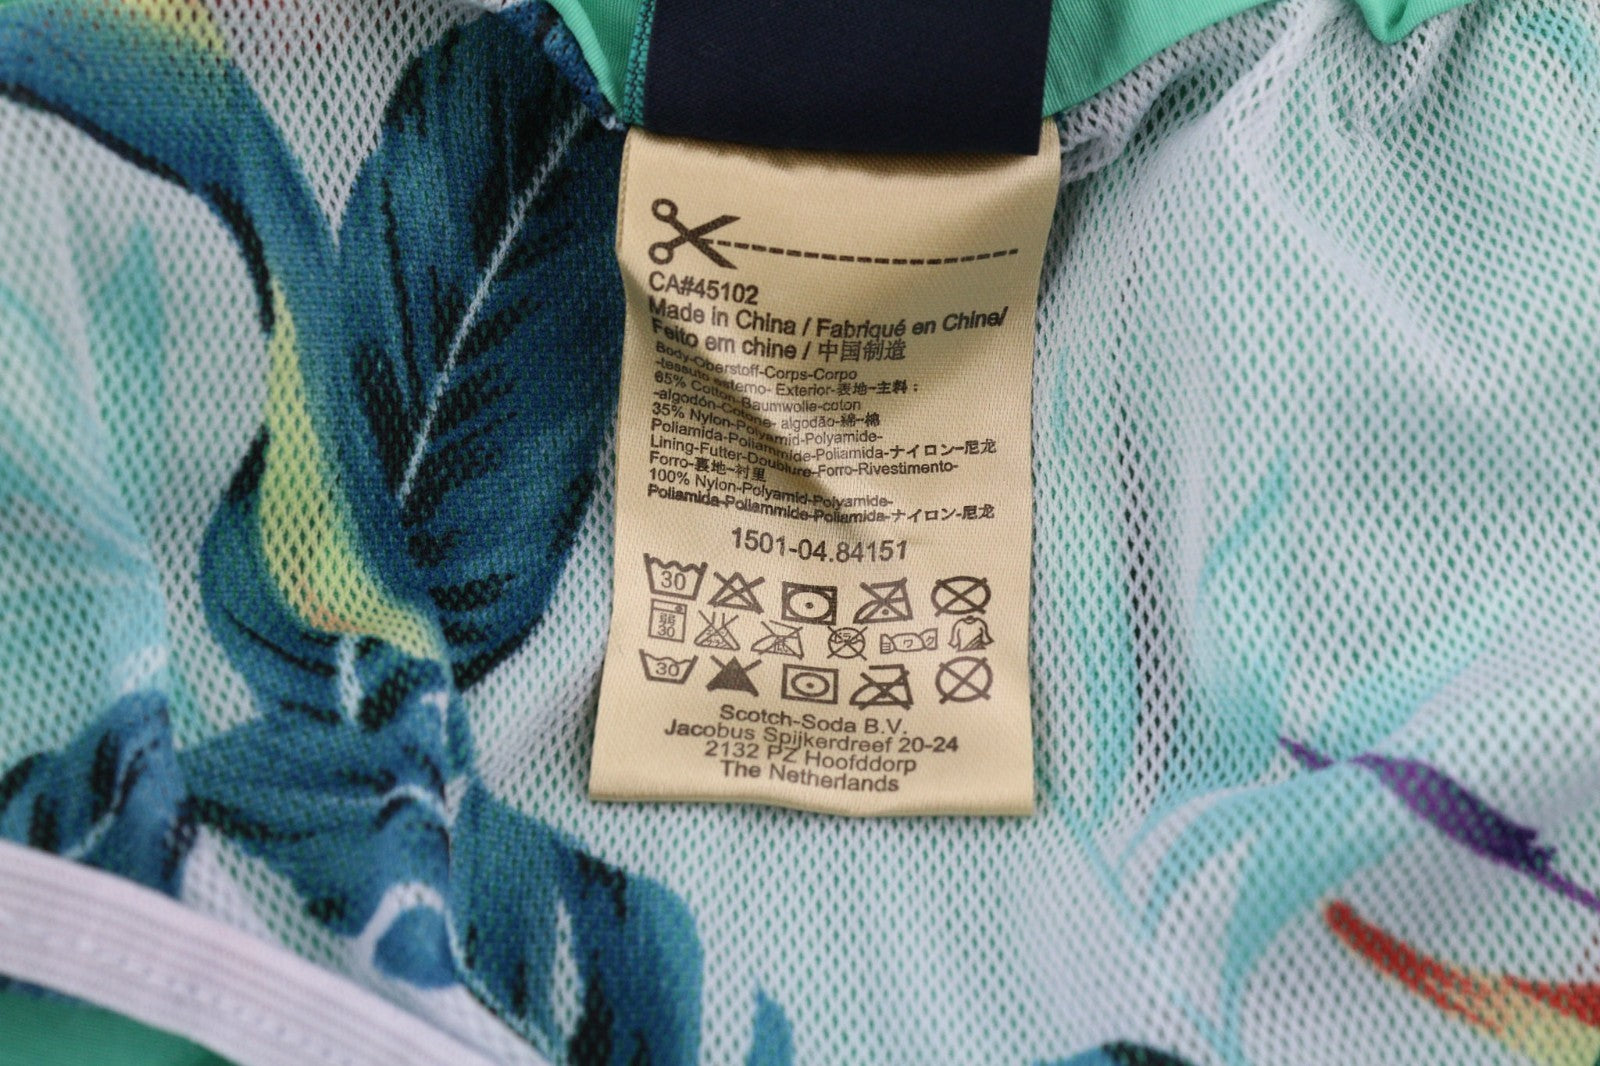 CA#45102
Made in China / Fabriqué en Chine/
Feito em chine / 中国制造
Body-Oberstoff-Corps-Corpo
-tessuto esterno- Exterior-表地-主料：
65% Cotton-Baumwolle-coton
-algodón-Cotone- algodão-綿-棉
35% Nylon-Polyamid-Polyamide-
Poliamida-Poliammide-Poliamida-ナイロン-尼龙
Lining-Futter-Doublure-Forro-Rivestimento-
Forro-裏地-衬里
100% Nylon-Polyamid-Polyamide-
Poliamida-Poliammide-Poliamida-ナイロン-尼龙
1501-04.84151
30
弱
30
30
Scotch-Soda B.V.
Jacobus Spijkerdreef 20-24
2132 PZ Hoofddorp
The Netherlands